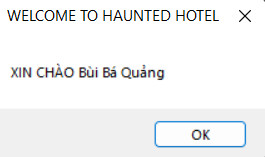 WELCOME TO HAUNTED HOTEL
XIN CHÀO Bùi Bá Quảng
OK